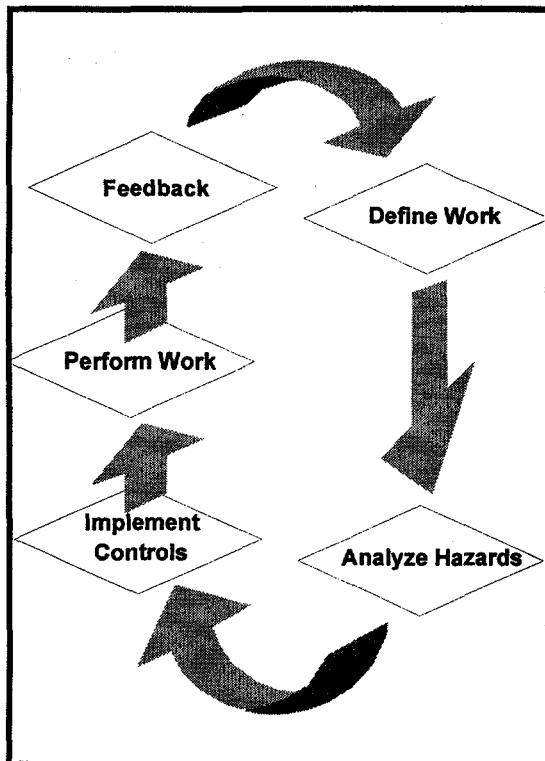 Feedback
Define Work
Perform Work
Implement
Controls
Analyze Hazards